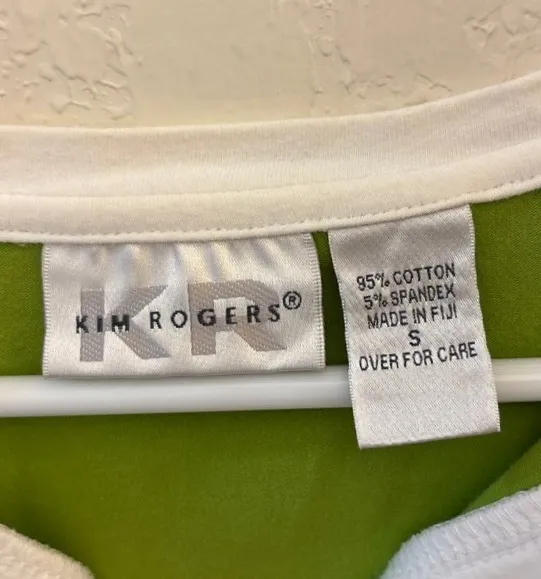 KR
KIM ROGERS®
95% COTTON
5% SPANDEX
MADE IN FIJI
S
OVER FOR CARE